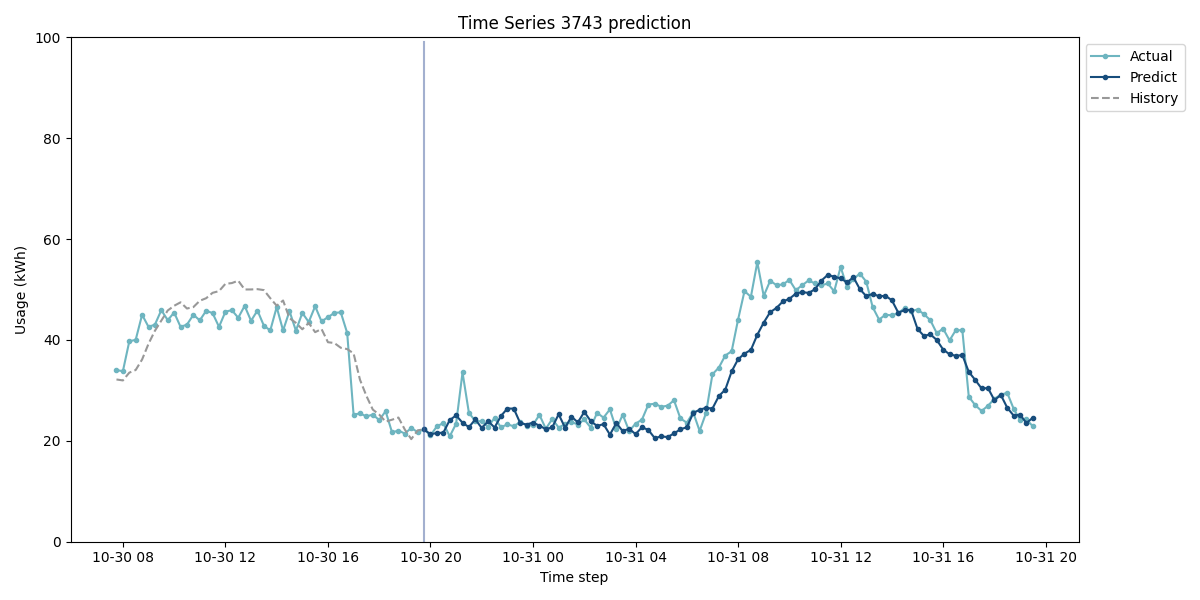 Time Series 3743 prediction
Usage (kWh)
100
80
60
40
20
0
10-30 08
10-30 12
10-30 16
10-30 20
10-31 00
10-31 04
10-31 08
10-31 12
10-31 16
10-31 20
Time step
Actual
Predict
History